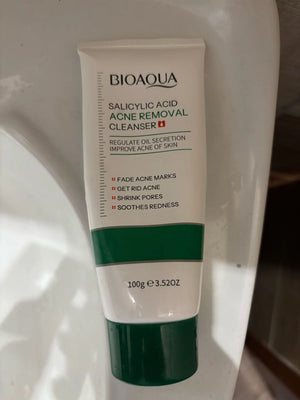 BIOAQUA
SALICYLIC ACID
ACNE REMOVAL
CLEANSER
REGULATE OIL SECRETION
IMPROVE ACNE OF SKIN
FADE ACNE MARKS
GET RID ACNE
SHRINK PORES
SOOTHES REDNESS
100g ℮ 3.52OZ